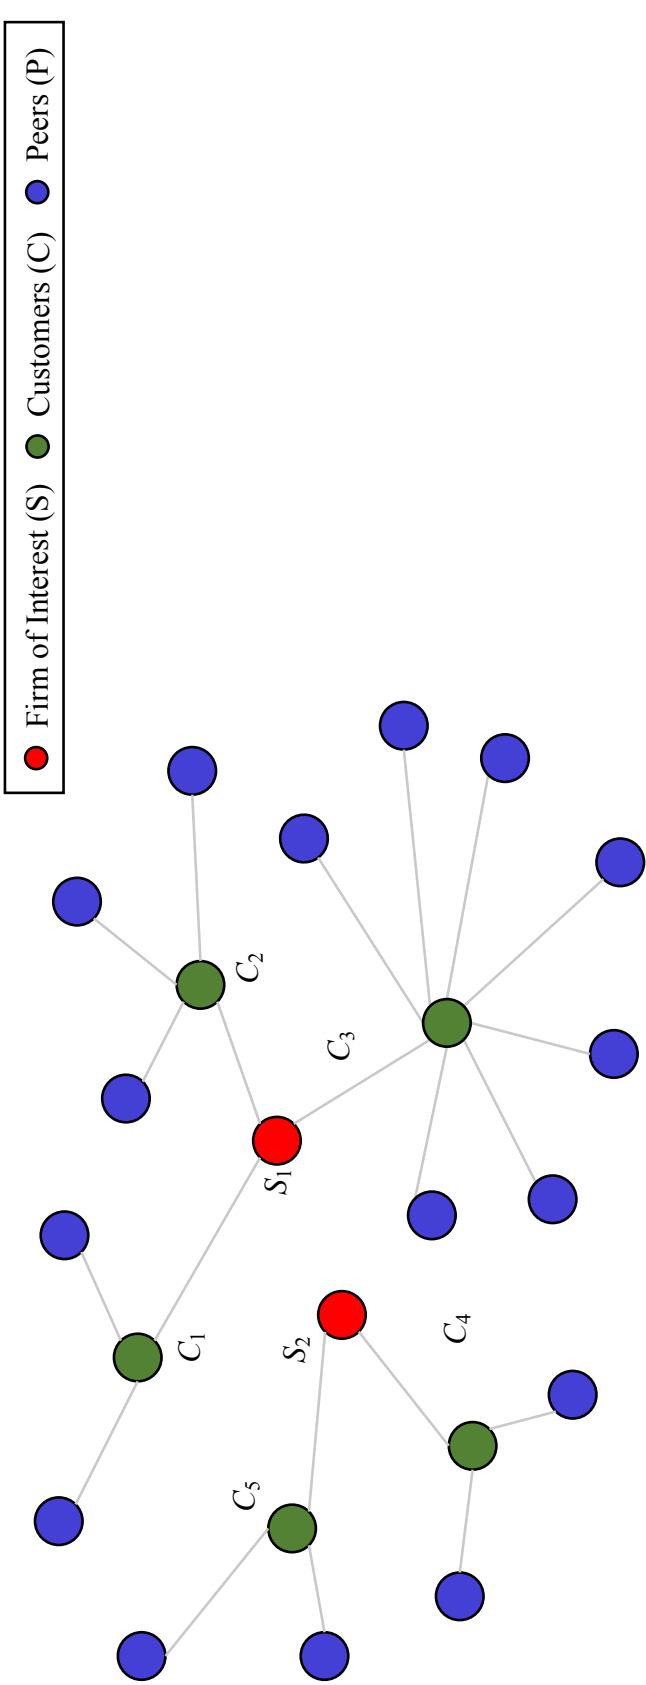 Firm of Interest (S) Customers (C) Peers (P)
C₁
C₂
S₁
C₃
S₂
C₄
C₅